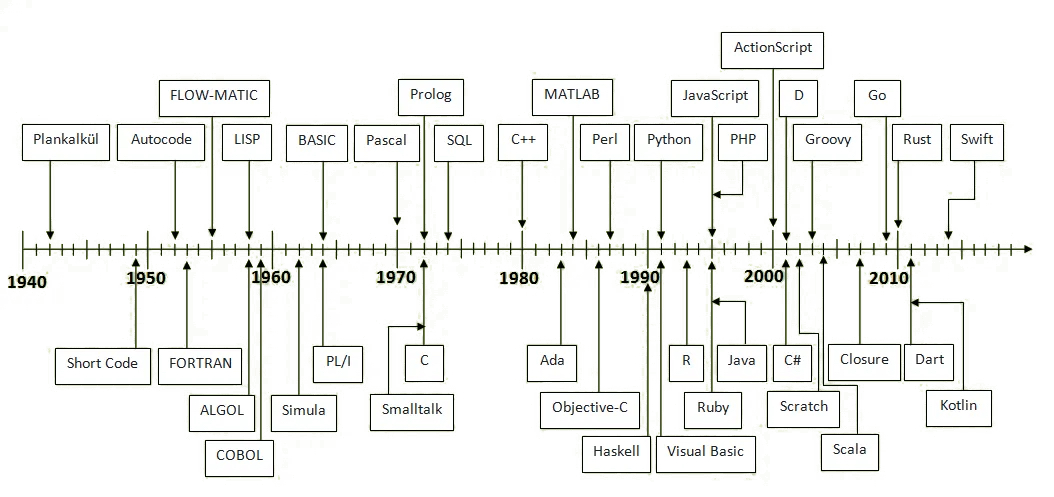 ActionScript
FLOW-MATIC
Prolog
MATLAB
JavaScript
D
Go
Plankalkül
Autocode
LISP
BASIC
Pascal
SQL
C++
Perl
Python
PHP
Groovy
Rust
Swift
1940
1950
1960
1970
1980
1990
2000
2010
Short Code
FORTRAN
PL/I
C
Ada
R
Java
C#
Closure
Dart
ALGOL
Simula
Smalltalk
Objective-C
Ruby
Scratch
Kotlin
COBOL
Haskell
Visual Basic
Scala